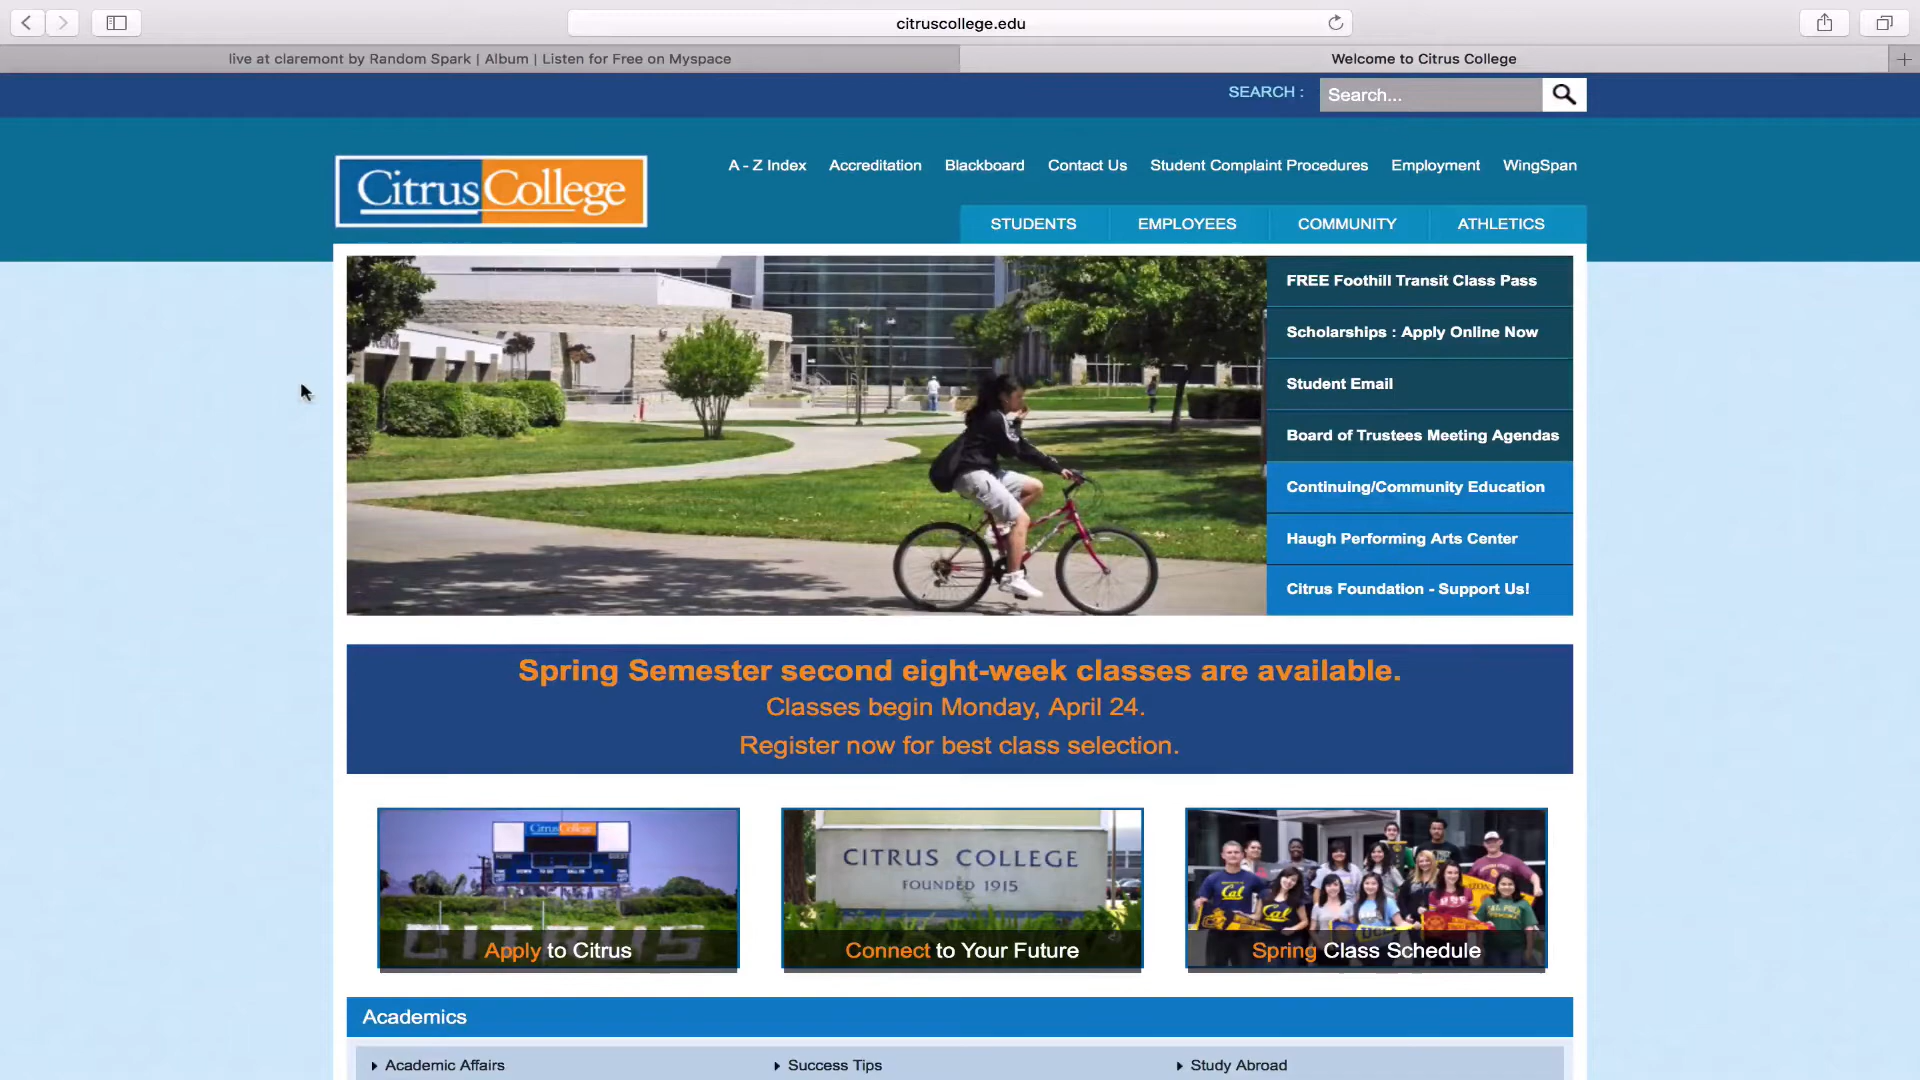 citruscollege.edu
live at claremont by Random Spark | Album | Listen for Free on Myspace
Welcome to Citrus College
SEARCH :
Search...
CitrusCollege
A - Z Index
Accreditation
Blackboard
Contact Us
Student Complaint Procedures
Employment
WingSpan
STUDENTS
EMPLOYEES
COMMUNITY
ATHLETICS
FREE Foothill Transit Class Pass
Scholarships : Apply Online Now
Student Email
Board of Trustees Meeting Agendas
Continuing/Community Education
Haugh Performing Arts Center
Citrus Foundation - Support Us!
Spring Semester second eight-week classes are available.
Classes begin Monday, April 24.
Register now for best class selection.
CitrusCollege
CITRUS
Apply to Citrus
CITRUS COLLEGE
FOUNDED 1915
Connect to Your Future
Cal
Cal
Spring Class Schedule
Academics
Academic Affairs
Success Tips
Study Abroad